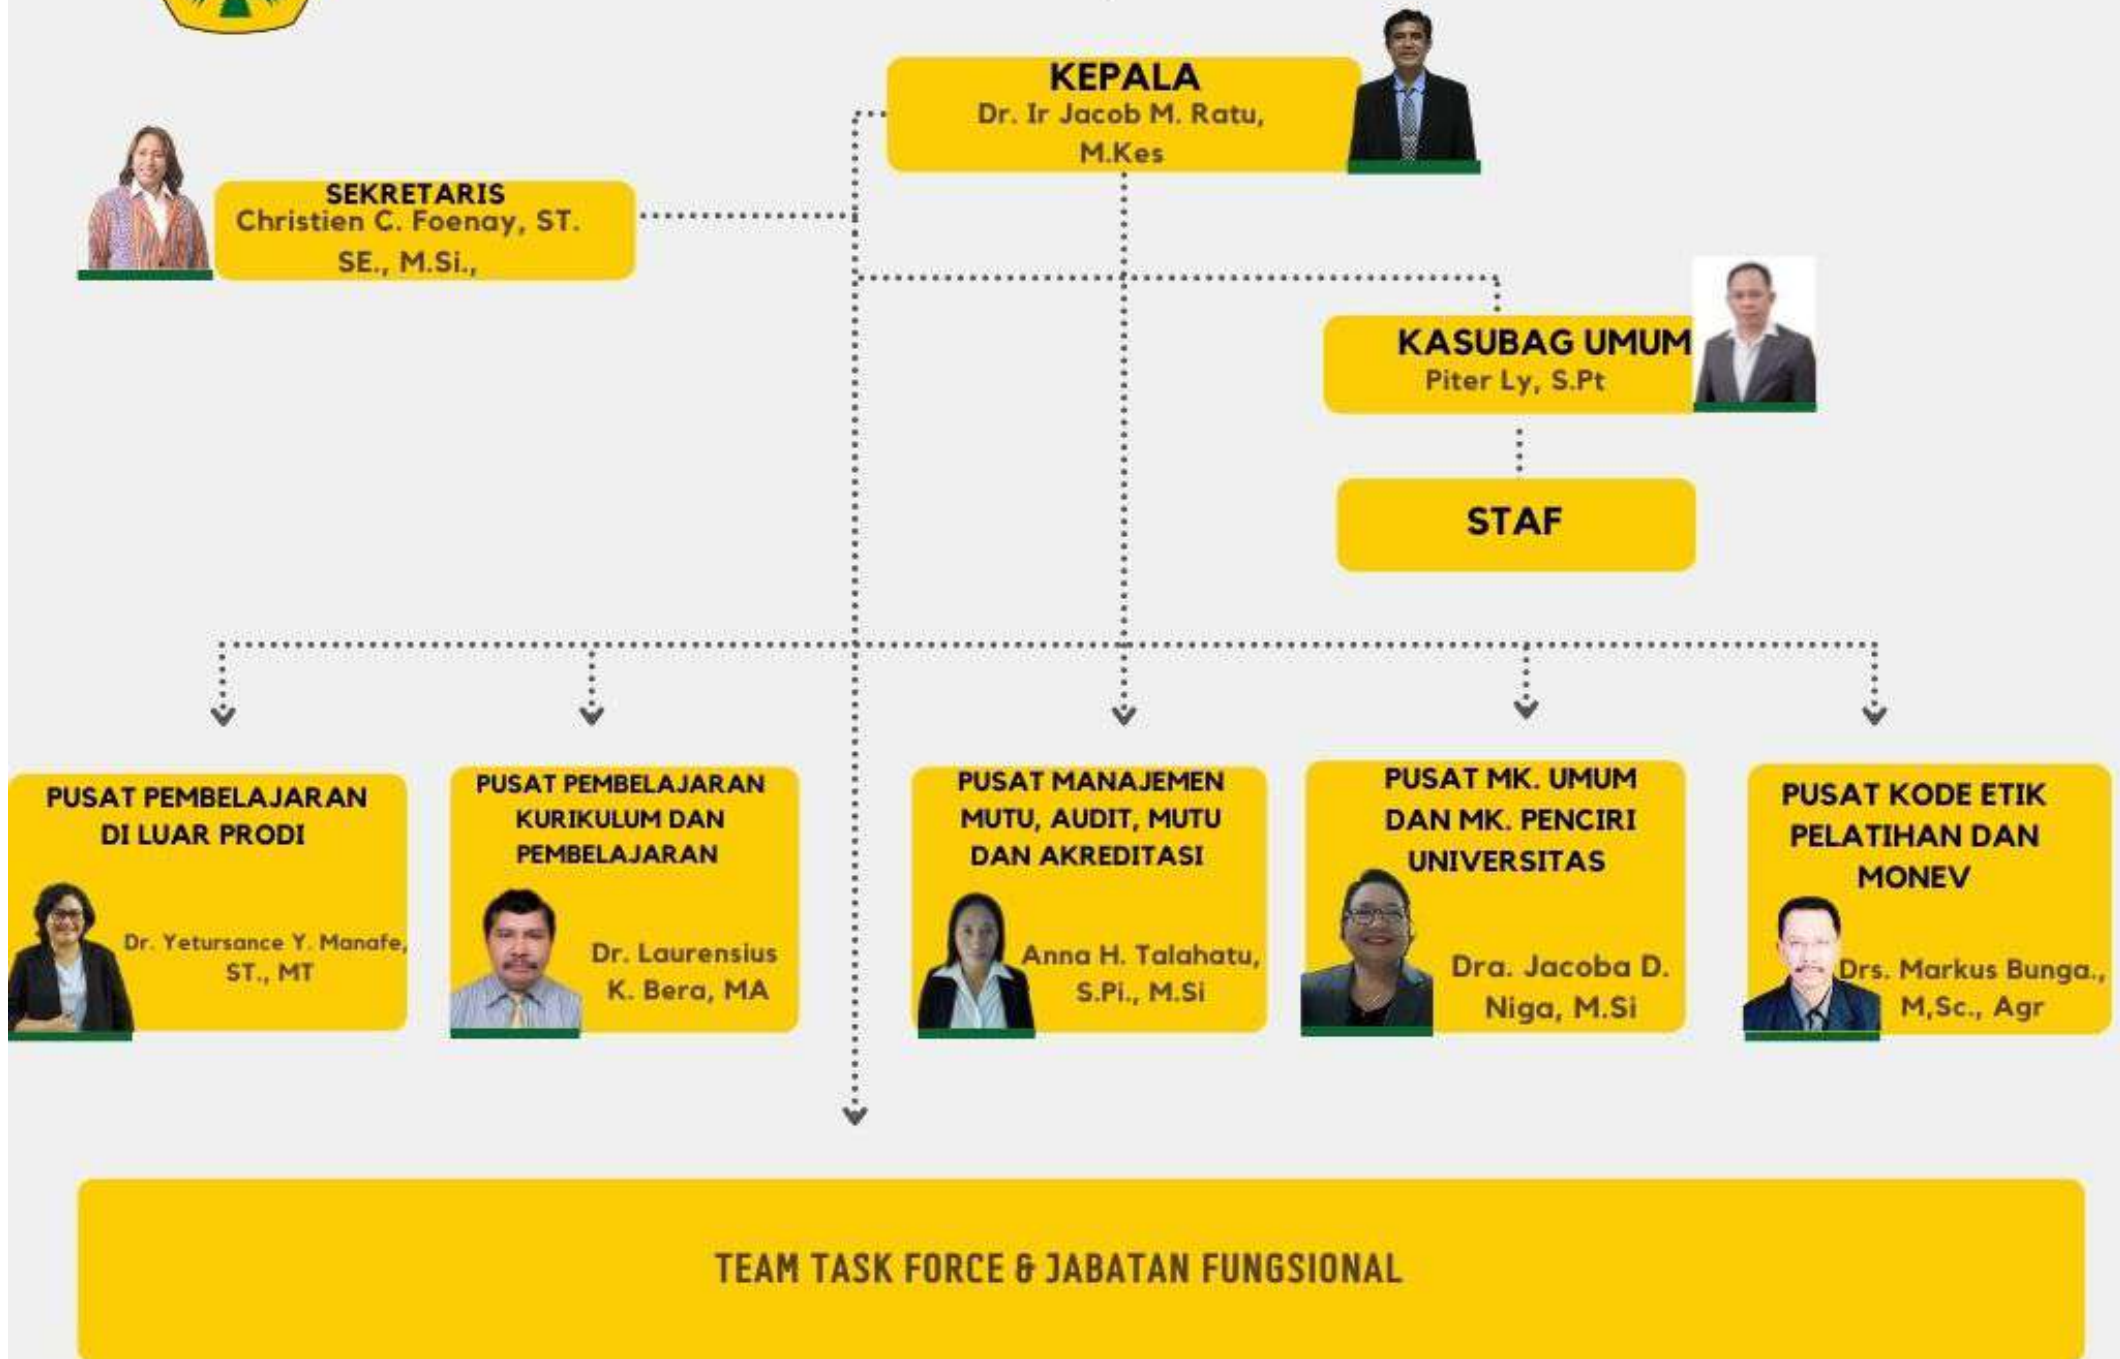 KEPALA
Dr. Ir Jacob M. Ratu,
M.Kes
SEKRETARIS
Christien C. Foenay, ST.
SE., M.Si.,
KASUBAG UMUM
Piter Ly, S.Pt
STAF
PUSAT PEMBELAJARAN
DI LUAR PRODI
Dr. Yetursance Y. Manafe,
ST., MT
PUSAT PEMBELAJARAN
KURIKULUM DAN
PEMBELAJARAN
Dr. Laurensius
K. Bera, MA
PUSAT MANAJEMEN
MUTU, AUDIT, MUTU
DAN AKREDITASI
Anna H. Talahatu,
S.Pi., M.Si
PUSAT MK. UMUM
DAN MK. PENCIRI
UNIVERSITAS
Dra. Jacoba D.
Niga, M.Si
PUSAT KODE ETIK
PELATIHAN DAN
MONEV
Drs. Markus Bunga.,
M,Sc., Agr
TEAM TASK FORCE & JABATAN FUNGSIONAL